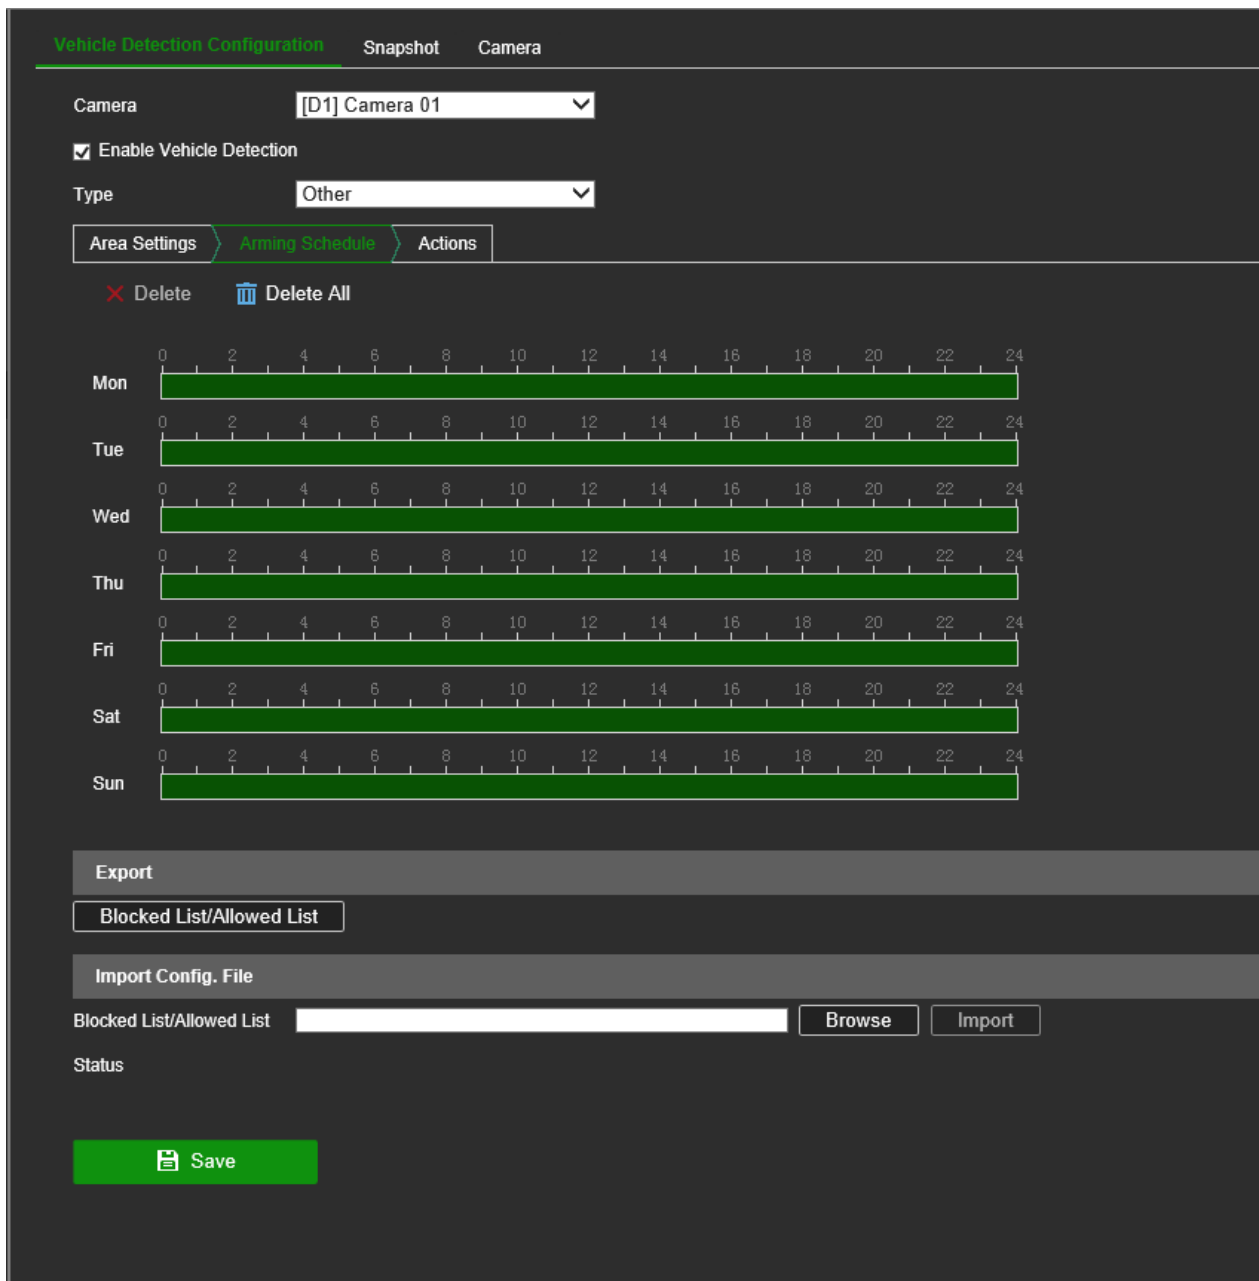 Vehicle Detection Configuration Snapshot Camera
Camera [D1] Camera 01
Enable Vehicle Detection
Type Other
Area Settings Arming Schedule Actions
Delete Delete All
0 2 4 6 8 10 12 14 16 18 20 22 24
Mon
0 2 4 6 8 10 12 14 16 18 20 22 24
Tue
0 2 4 6 8 10 12 14 16 18 20 22 24
Wed
0 2 4 6 8 10 12 14 16 18 20 22 24
Thu
0 2 4 6 8 10 12 14 16 18 20 22 24
Fri
0 2 4 6 8 10 12 14 16 18 20 22 24
Sat
0 2 4 6 8 10 12 14 16 18 20 22 24
Sun
Export
Blocked List/Allowed List
Import Config. File
Blocked List/Allowed List Browse Import
Status
Save